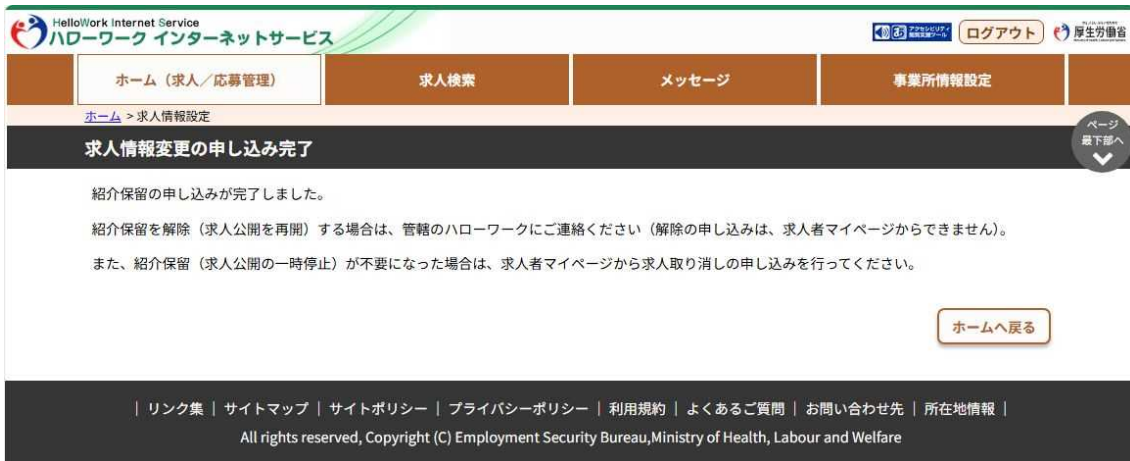 HelloWork Internet Service
ハローワーク インターネットサービス
ログアウト
厚生労働省
ホーム（求人／応募管理）
求人検索
メッセージ
事業所情報設定
ホーム > 求人情報設定
ページ
最下部へ
求人情報変更の申し込み完了
紹介保留の申し込みが完了しました。
紹介保留を解除（求人公開を再開）する場合は、管轄のハローワークにご連絡ください（解除の申し込みは、求人者マイページからできません）。
また、紹介保留（求人公開の一時停止）が不要になった場合は、求人者マイページから求人取り消しの申し込みを行ってください。
ホームへ戻る
| リンク集 | サイトマップ | サイトポリシー | プライバシーポリシー | 利用規約 | よくあるご質問 | お問い合わせ先 | 所在地情報 |
All rights reserved, Copyright (C) Employment Security Bureau,Ministry of Health, Labour and Welfare